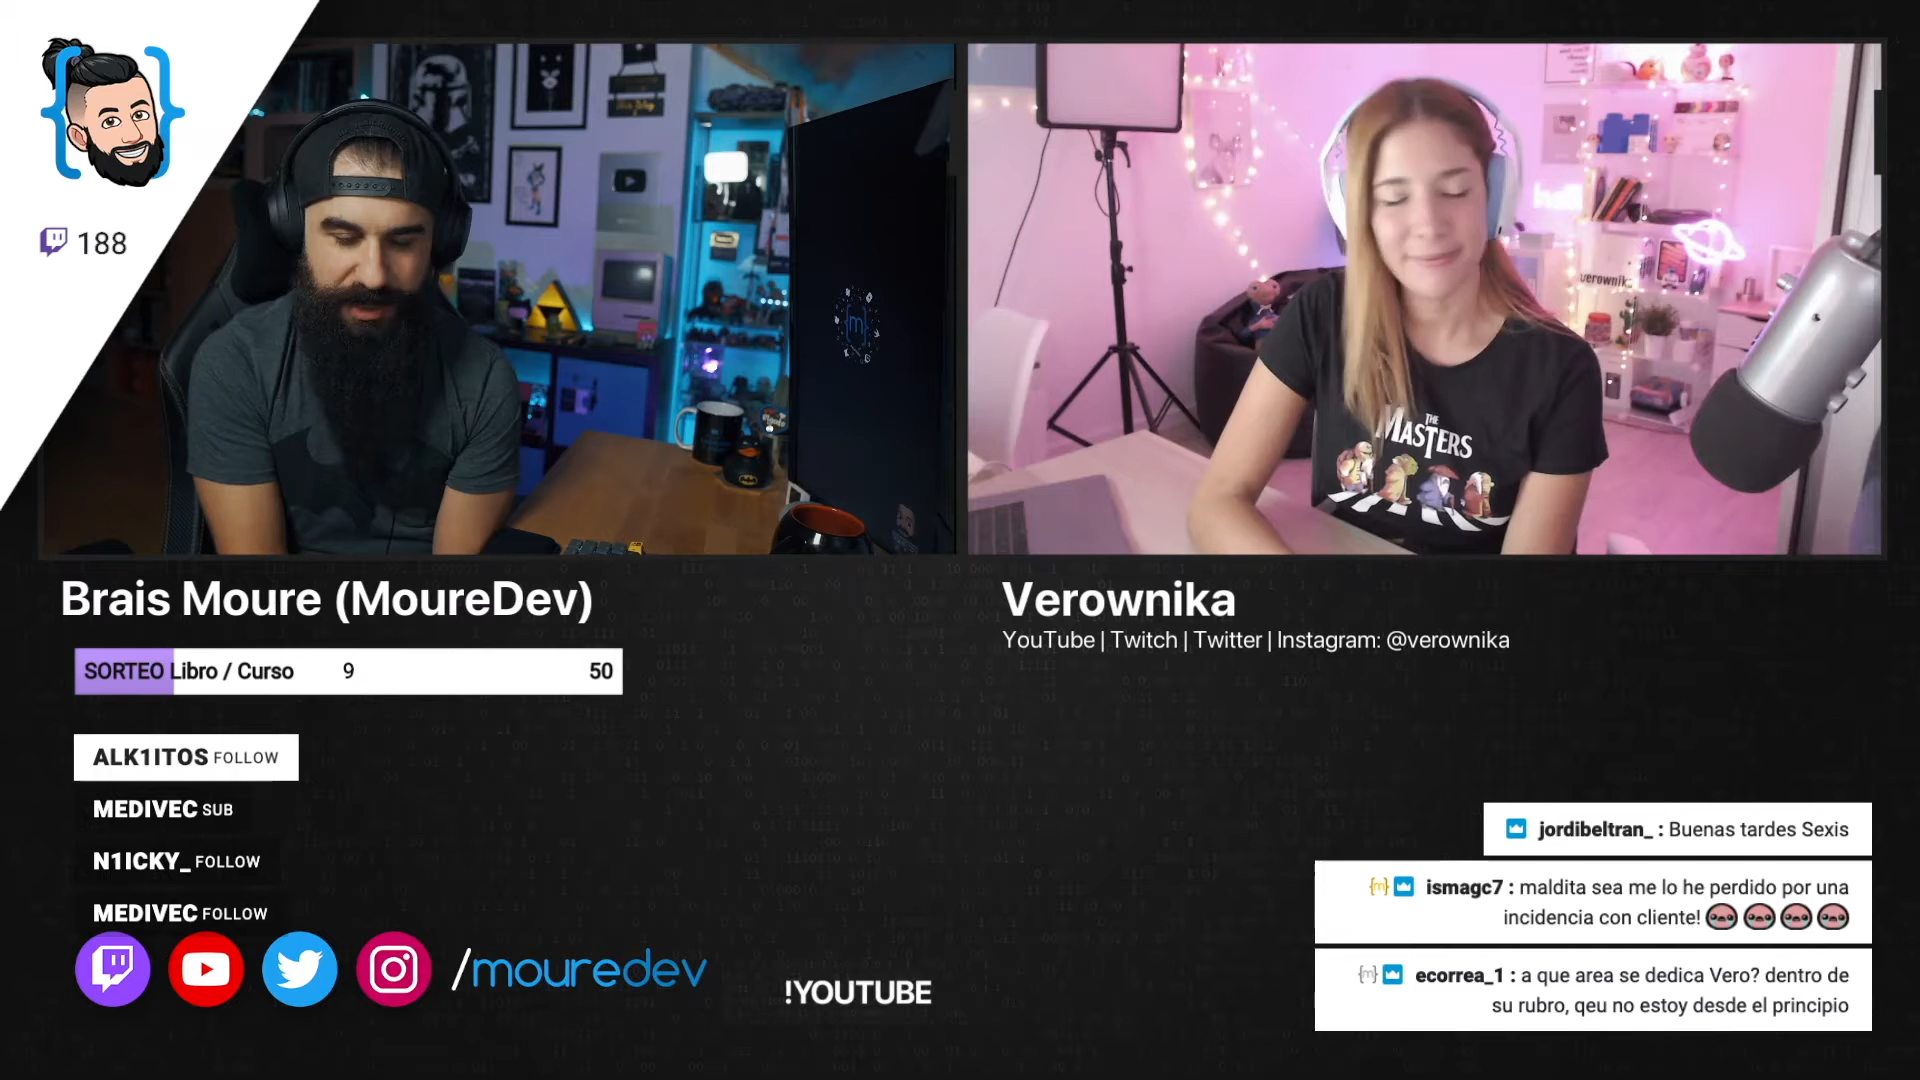 188
THE
MASTERS
verownik
Brais Moure (MoureDev)
Verownika
YouTube | Twitch | Twitter | Instagram: @verownika
SORTEO Libro / Curso 9 50
ALK1ITOS FOLLOW
MEDIVEC SUB
N1ICKY_ FOLLOW
MEDIVEC FOLLOW
/mouredev
!YOUTUBE
jordibeltran_ : Buenas tardes Sexis
{m} ismagc7 : maldita sea me lo he perdido por una
incidencia con cliente!
{m} ecorrea_1 : a que area se dedica Vero? dentro de
su rubro, qeu no estoy desde el principio